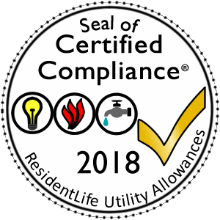 Seal of
Certified
Compliance®
2018
ResidentLife Utility Allowances